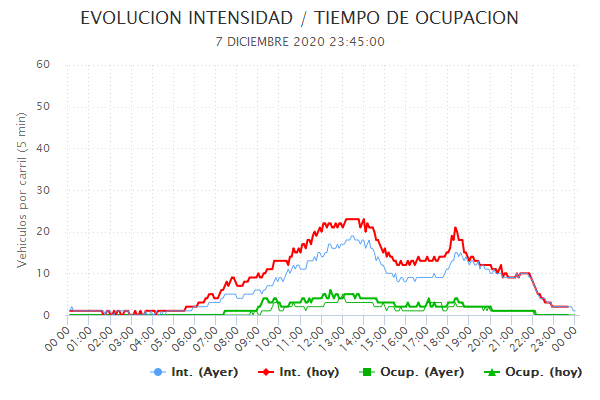 EVOLUCION INTENSIDAD / TIEMPO DE OCUPACION
7 DICIEMBRE 2020 23:45:00
Vehiculos por carril (5 min)
60
50
40
30
20
10
0
00:00 01:00 02:00 03:00 04:00 05:00 06:00 07:00 08:00 09:00 10:00 11:00 12:00 13:00 14:00 15:00 16:00 17:00 18:00 19:00 20:00 21:00 22:00 23:00 00:00
Int. (Ayer) Int. (hoy) Ocup. (Ayer) Ocup. (hoy)